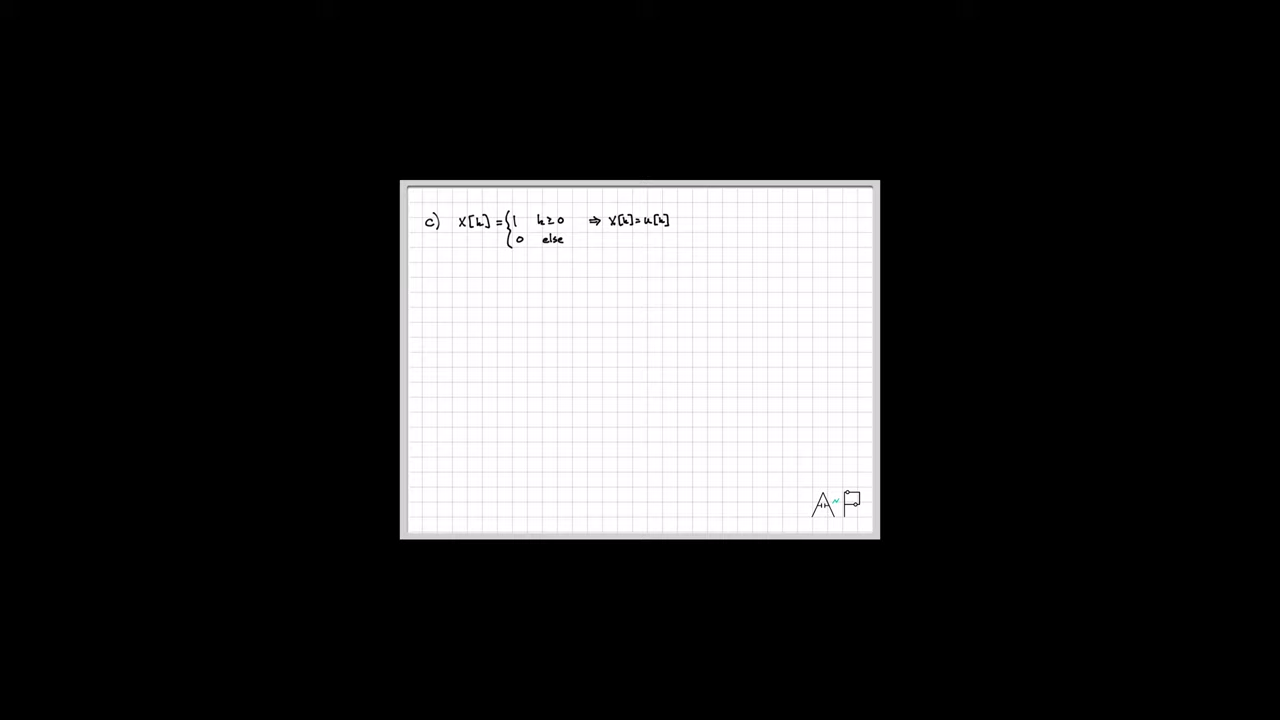 c) x[k] = { 1 k ≥ 0 ⇒ x[k] = u[k]
0 else
A~P